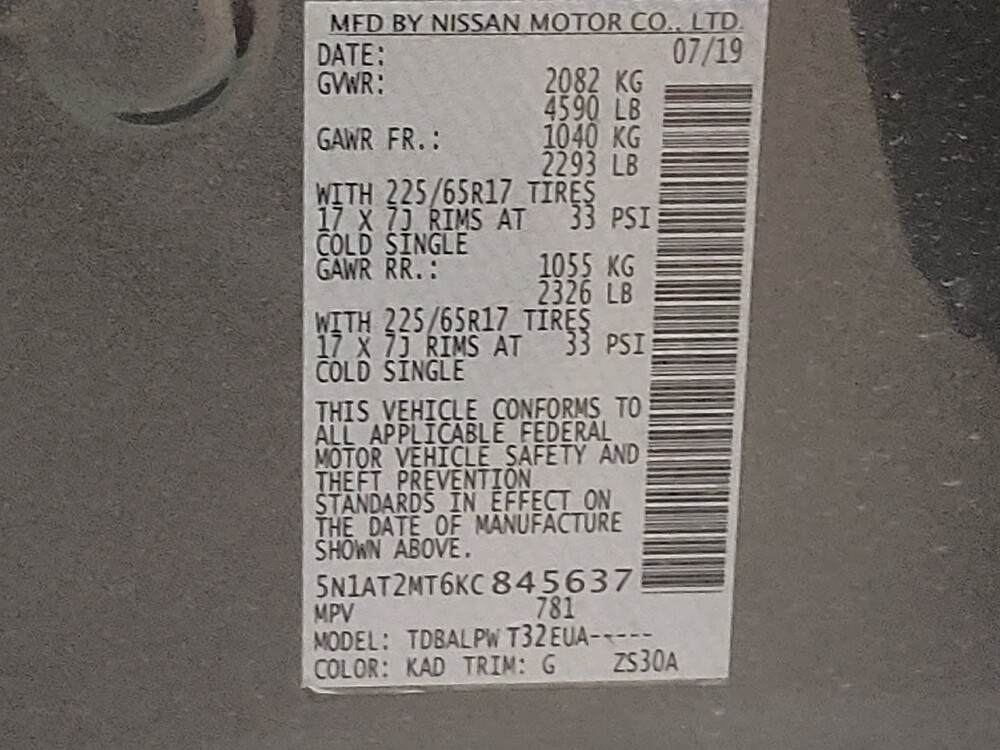 MFD BY NISSAN MOTOR CO., LTD.
DATE: 07/19
GVWR: 2082 KG
4590 LB
GAWR FR.: 1040 KG
2293 LB
WITH 225/65R17 TIRES
17 X 7J RIMS AT 33 PSI
COLD SINGLE
GAWR RR.: 1055 KG
2326 LB
WITH 225/65R17 TIRES
17 X 7J RIMS AT 33 PSI
COLD SINGLE
THIS VEHICLE CONFORMS TO
ALL APPLICABLE FEDERAL
MOTOR VEHICLE SAFETY AND
THEFT PREVENTION
STANDARDS IN EFFECT ON
THE DATE OF MANUFACTURE
SHOWN ABOVE.
5N1AT2MT6KC845637
MPV 781
MODEL: TDBALPW T32EUA-----
COLOR: KAD TRIM: G ZS30A